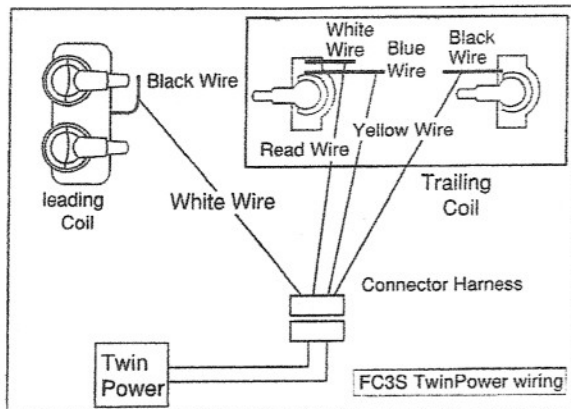 White
Wire
Blue
Wire
Black
Wire
Black Wire
Read Wire
Yellow Wire
leading
Coil
White Wire
Trailing
Coil
Connector Harness
Twin
Power
FC3S TwinPower wiring